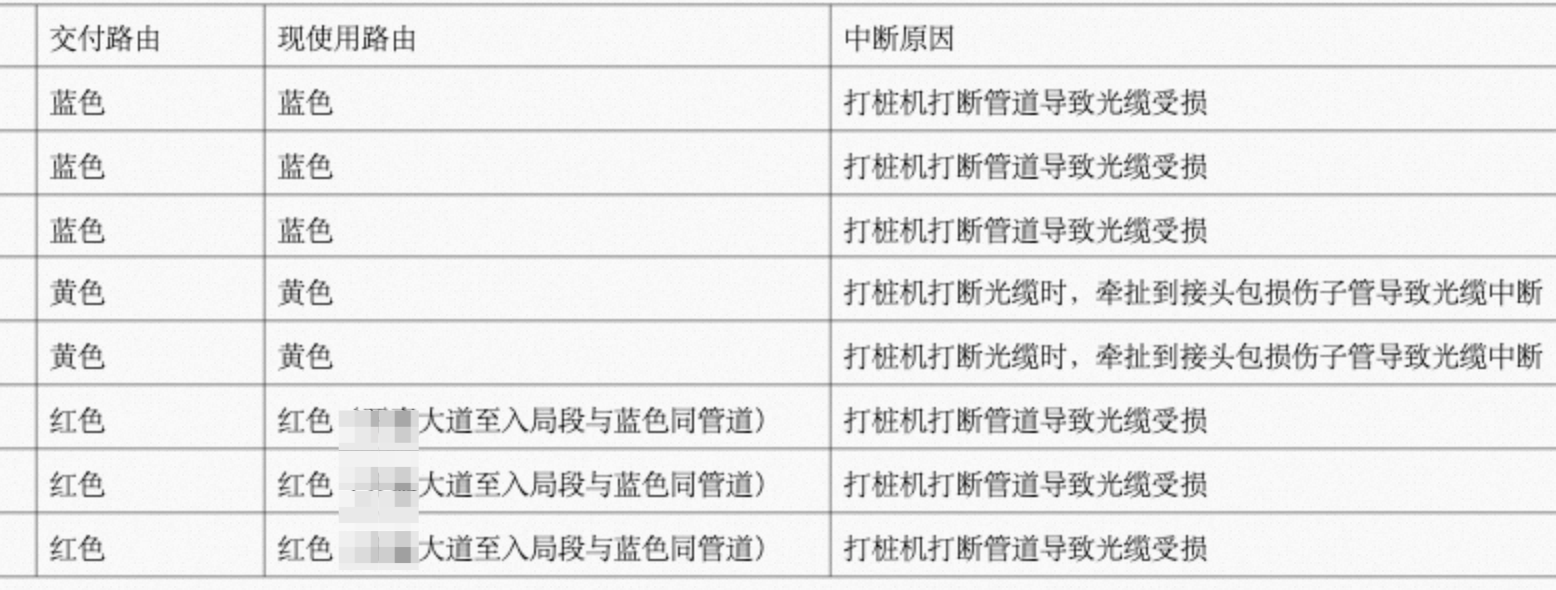 交付路由 现使用路由 中断原因
蓝色 蓝色 打桩机打断管道导致光缆受损
蓝色 蓝色 打桩机打断管道导致光缆受损
蓝色 蓝色 打桩机打断管道导致光缆受损
黄色 黄色 打桩机打断光缆时，牵扯到接头包损伤子管导致光缆中断
黄色 黄色 打桩机打断光缆时，牵扯到接头包损伤子管导致光缆中断
红色 红色 大道至入局段与蓝色同管道） 打桩机打断管道导致光缆受损
红色 红色 大道至入局段与蓝色同管道） 打桩机打断管道导致光缆受损
红色 红色 大道至入局段与蓝色同管道） 打桩机打断管道导致光缆受损